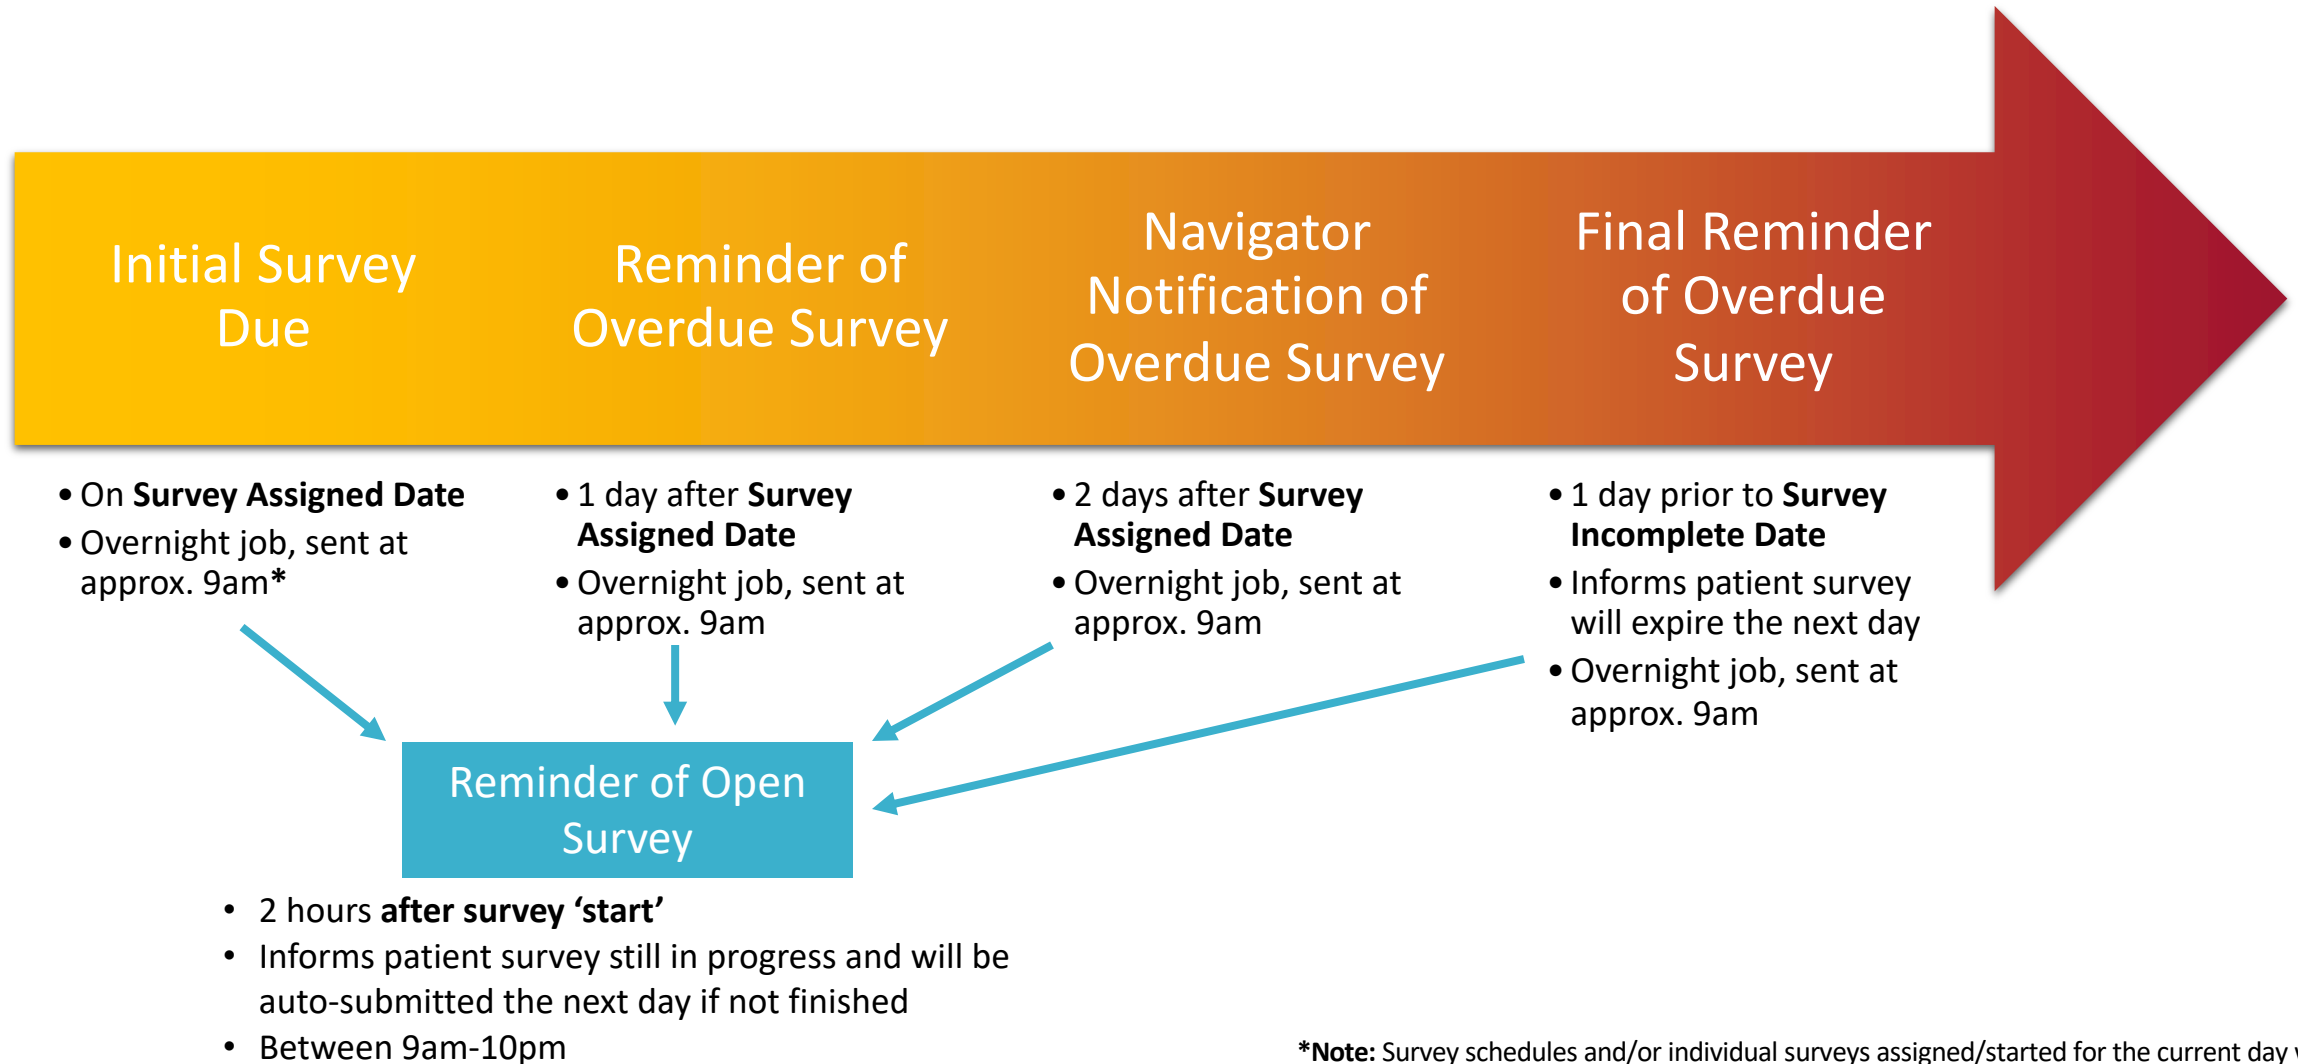 Initial Survey
Due
Reminder of
Overdue Survey
Navigator
Notification of
Overdue Survey
Final Reminder
of Overdue
Survey
• On Survey Assigned Date
• Overnight job, sent at
approx. 9am*
• 1 day after Survey
Assigned Date
• Overnight job, sent at
approx. 9am
• 2 days after Survey
Assigned Date
• Overnight job, sent at
approx. 9am
• 1 day prior to Survey
Incomplete Date
• Informs patient survey
will expire the next day
• Overnight job, sent at
approx. 9am
Reminder of Open
Survey
• 2 hours after survey ‘start’
• Informs patient survey still in progress and will be
auto-submitted the next day if not finished
• Between 9am-10pm
*Note: Survey schedules and/or individual surveys assigned/started for the current day